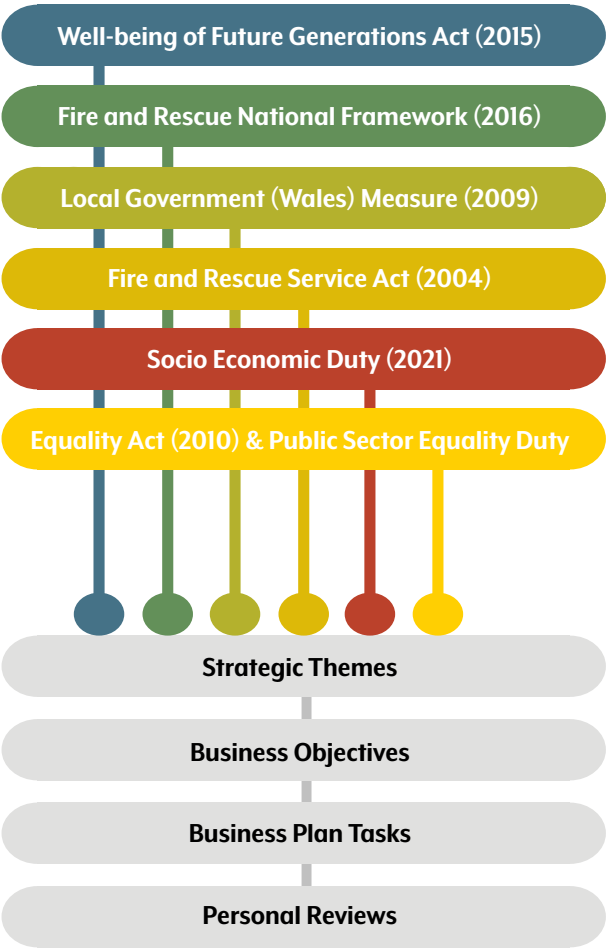 Well-being of Future Generations Act (2015)
Fire and Rescue National Framework (2016)
Local Government (Wales) Measure (2009)
Fire and Rescue Service Act (2004)
Socio Economic Duty (2021)
Equality Act (2010) & Public Sector Equality Duty
Strategic Themes
Business Objectives
Business Plan Tasks
Personal Reviews